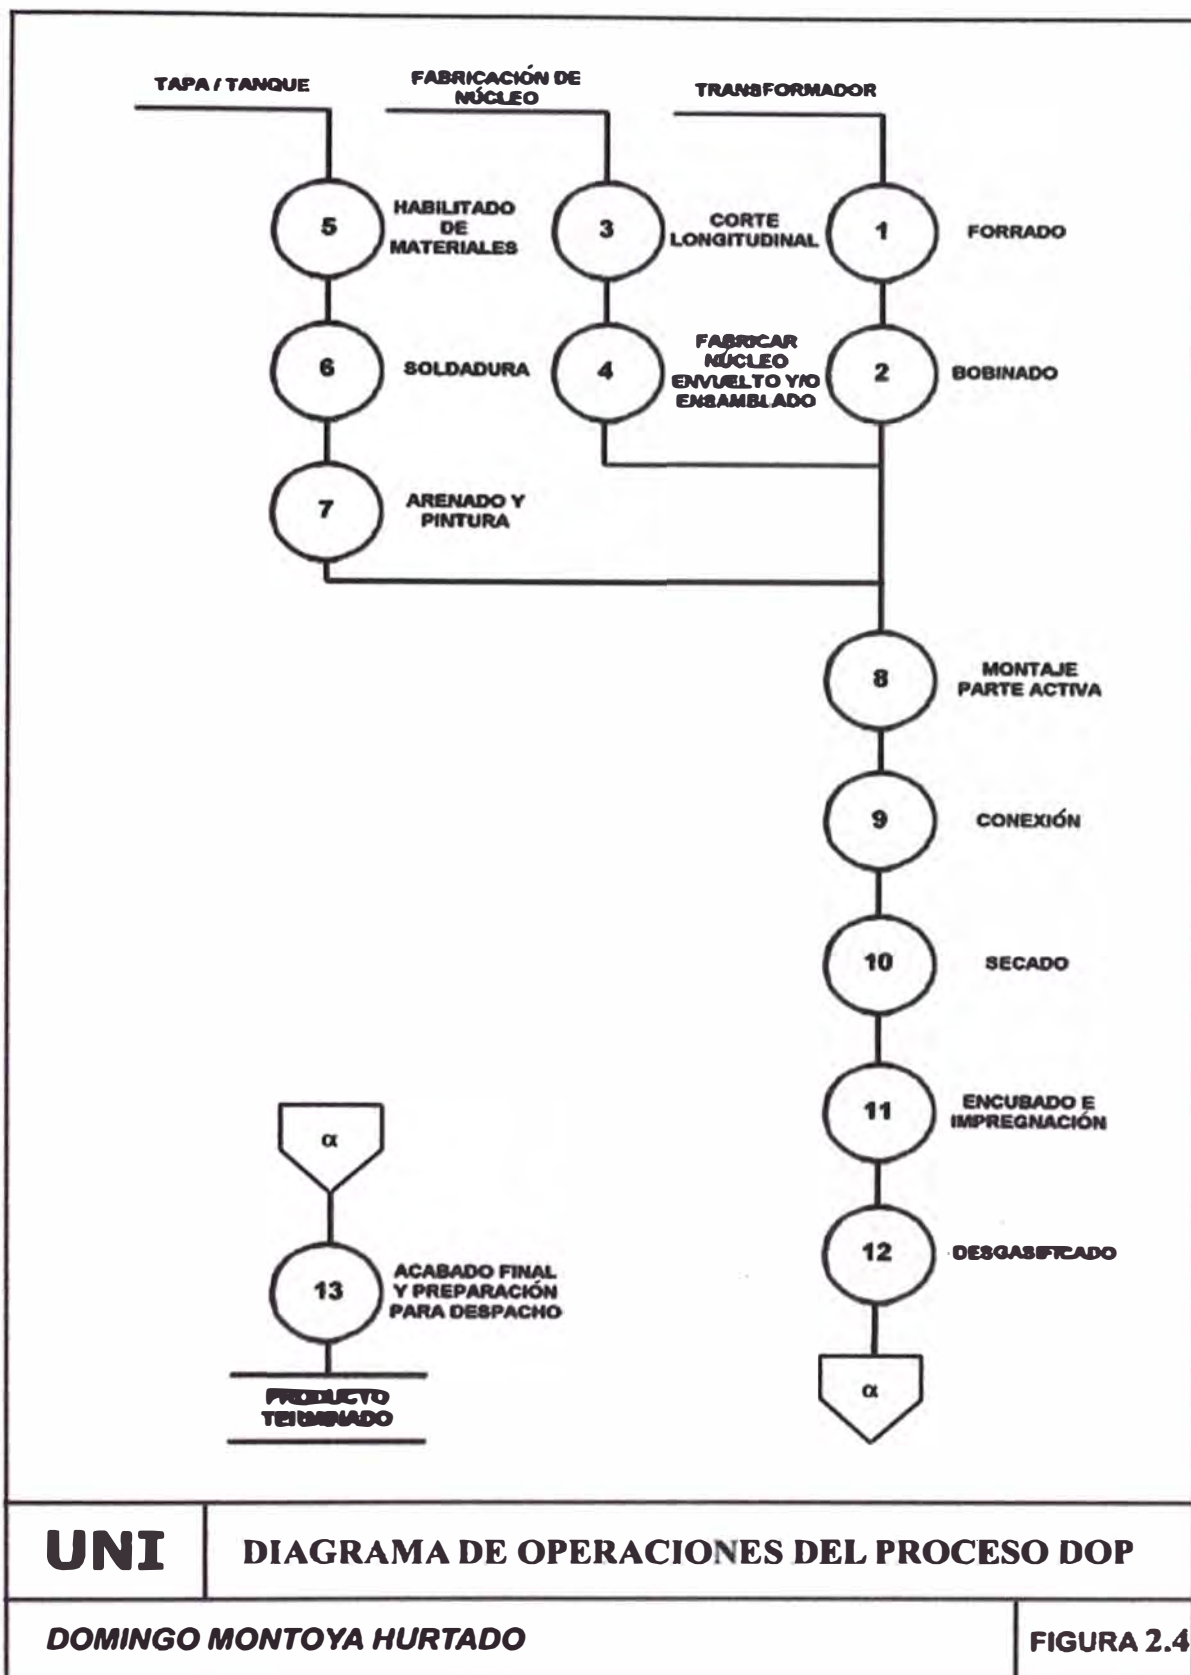 TAPA / TANQUE
FABRICACIÓN DE
NÚCLEO
TRANSFORMADOR
5
HABILITADO
DE
MATERIALES
3
CORTE
LONGITUDINAL
1
FORRADO
6
SOLDADURA
4
FABRICAR
NÚCLEO
ENVUELTO Y/O
ENSAMBLADO
2
BOBINADO
7
ARENADO Y
PINTURA
8
MONTAJE
PARTE ACTIVA
9
CONEXIÓN
10
SECADO
11
ENCUBADO E
IMPREGNACIÓN
12
DESGASIFICADO
α
α
13
ACABADO FINAL
Y PREPARACIÓN
PARA DESPACHO
PRODUCTO
TERMINADO
UNI
DIAGRAMA DE OPERACIONES DEL PROCESO DOP
DOMINGO MONTOYA HURTADO
FIGURA 2.4